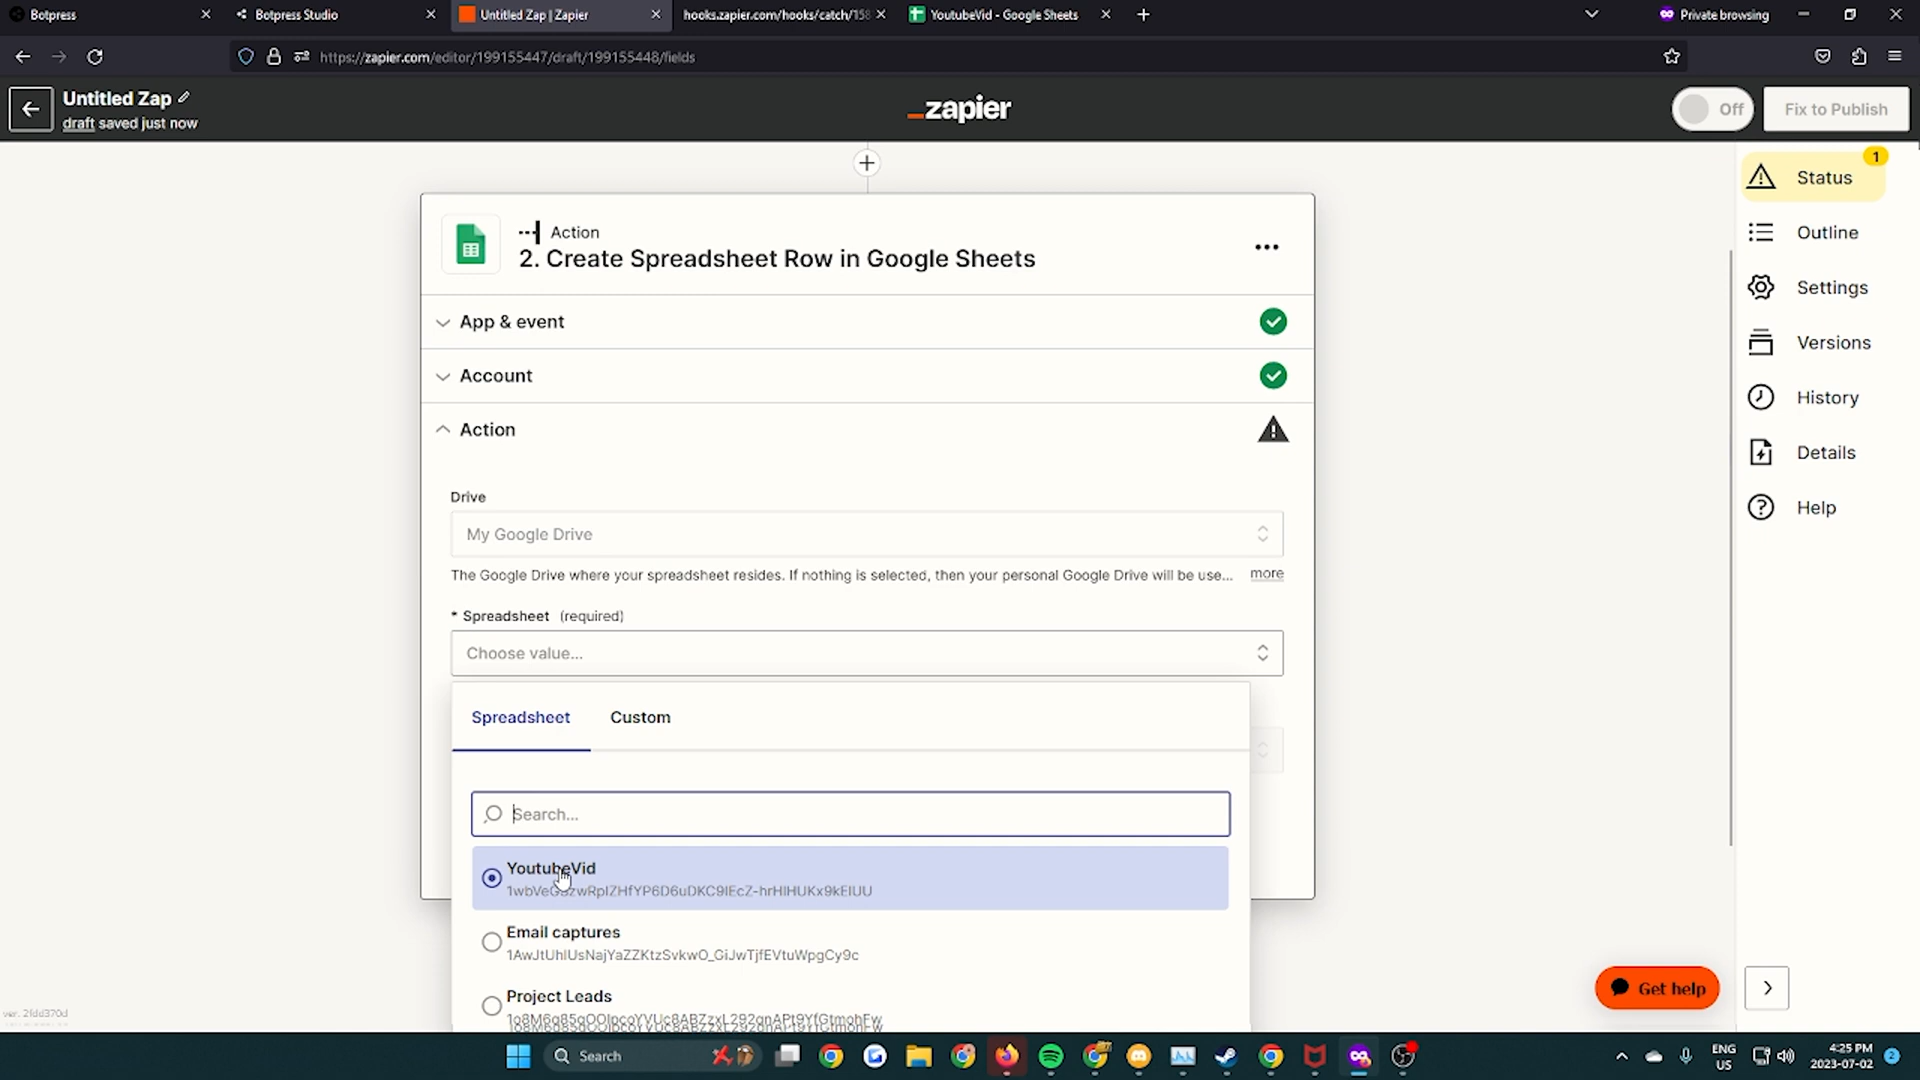 Botpress
Botpress Studio
Untitled Zap | Zapier
hooks.zapier.com/hooks/catch/158
YoutubeVid - Google Sheets
Private browsing
https://zapier.com/editor/199155447/draft/199155448/fields
Untitled Zap
draft saved just now
zapier
Off
Fix to Publish
1
Status
Outline
Settings
Versions
History
Details
Help
Action
2. Create Spreadsheet Row in Google Sheets
App & event
Account
Action
Drive
My Google Drive
The Google Drive where your spreadsheet resides. If nothing is selected, then your personal Google Drive will be use... more
* Spreadsheet (required)
Choose value...
Spreadsheet
Custom
Search...
YoutubeVid
Email captures
1AwJtUhIUsNajYaZZKtzSvkwO_GiJwTjfEVtuWpgCy9c
Project Leads
Get help
ver. 2fdd370d
Search
ENG
US
4:25 PM
2023-07-02
2